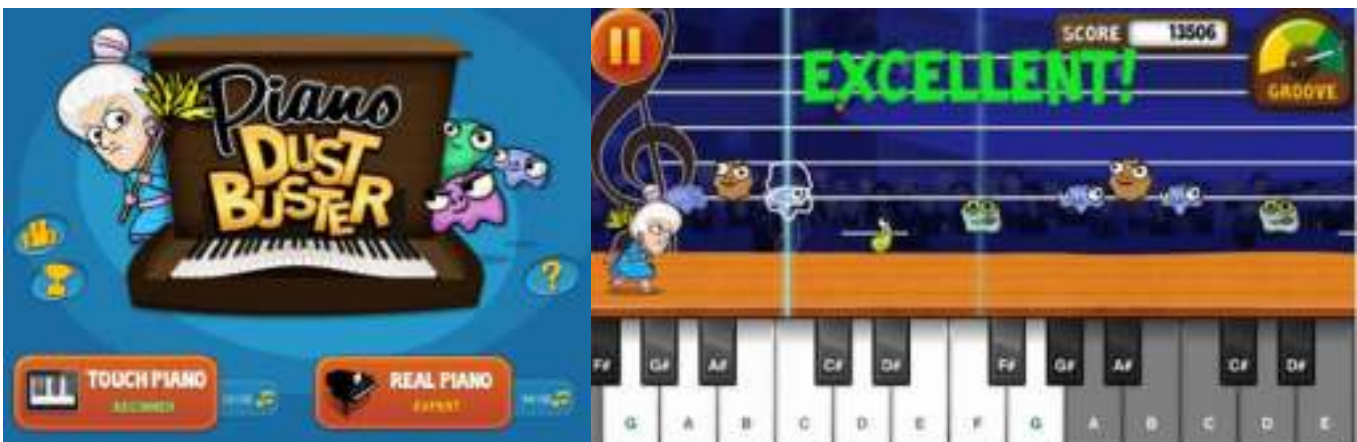 Piano
DUST
BUSTER
?
TOUCH PIANO
BEGINNER
REAL PIANO
EXPERT
SCORE 13506
EXCELLENT!
GROOVE
F# G# A# C# D# F# G# A# C# D#
G A B C D E F G A B C D E